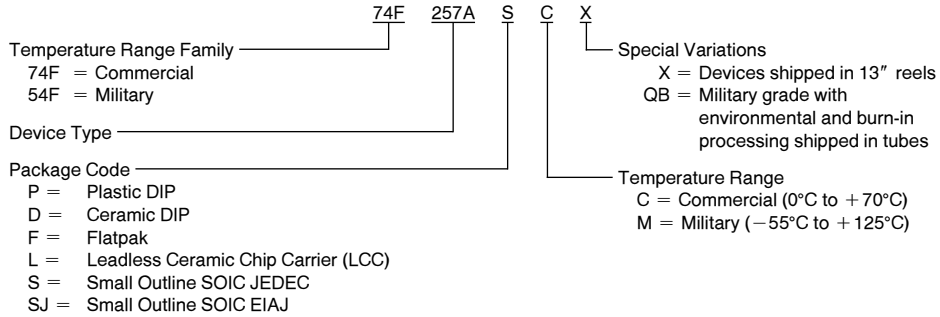 74F 257A S C X
Temperature Range Family
74F = Commercial
54F = Military
Device Type
Package Code
P = Plastic DIP
D = Ceramic DIP
F = Flatpak
L = Leadless Ceramic Chip Carrier (LCC)
S = Small Outline SOIC JEDEC
SJ = Small Outline SOIC EIAJ
Special Variations
X = Devices shipped in 13″ reels
QB = Military grade with
environmental and burn-in
processing shipped in tubes
Temperature Range
C = Commercial (0°C to +70°C)
M = Military (−55°C to +125°C)